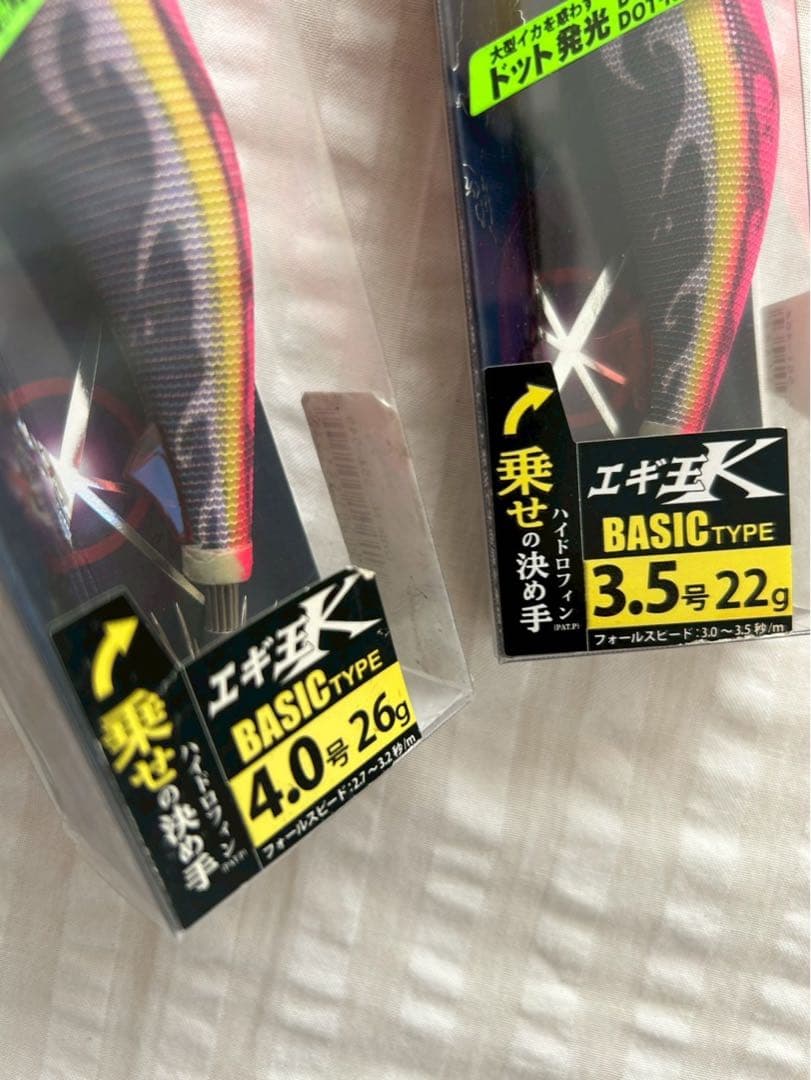 大型イカを惑わす
ドット発光
乗せの決め手
ハイドロフィン
(PAT.P)
エギ王K
BASIC TYPE
3.5号 22g
フォールスピード:3.0～3.5秒/m
乗せの決め手
ハイドロフィン
(PAT.P)
エギ王K
BASIC TYPE
4.0号 26g
フォールスピード:2.7～3.2秒/m